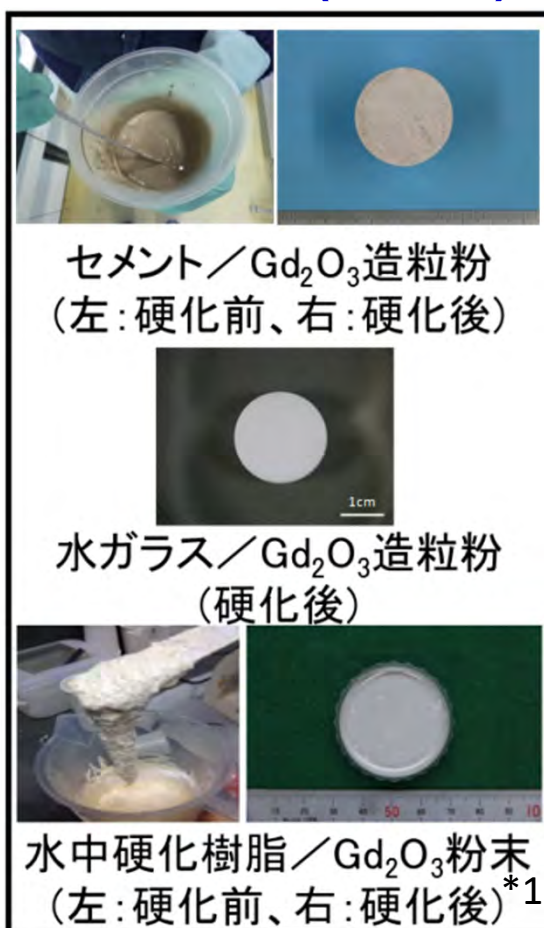 セメント／Gd₂O₃造粒粉
(左：硬化前、右：硬化後)
1cm
水ガラス／Gd₂O₃造粒粉
(硬化後)
50
10
水中硬化樹脂／Gd₂O₃粉末
(左：硬化前、右：硬化後)*1